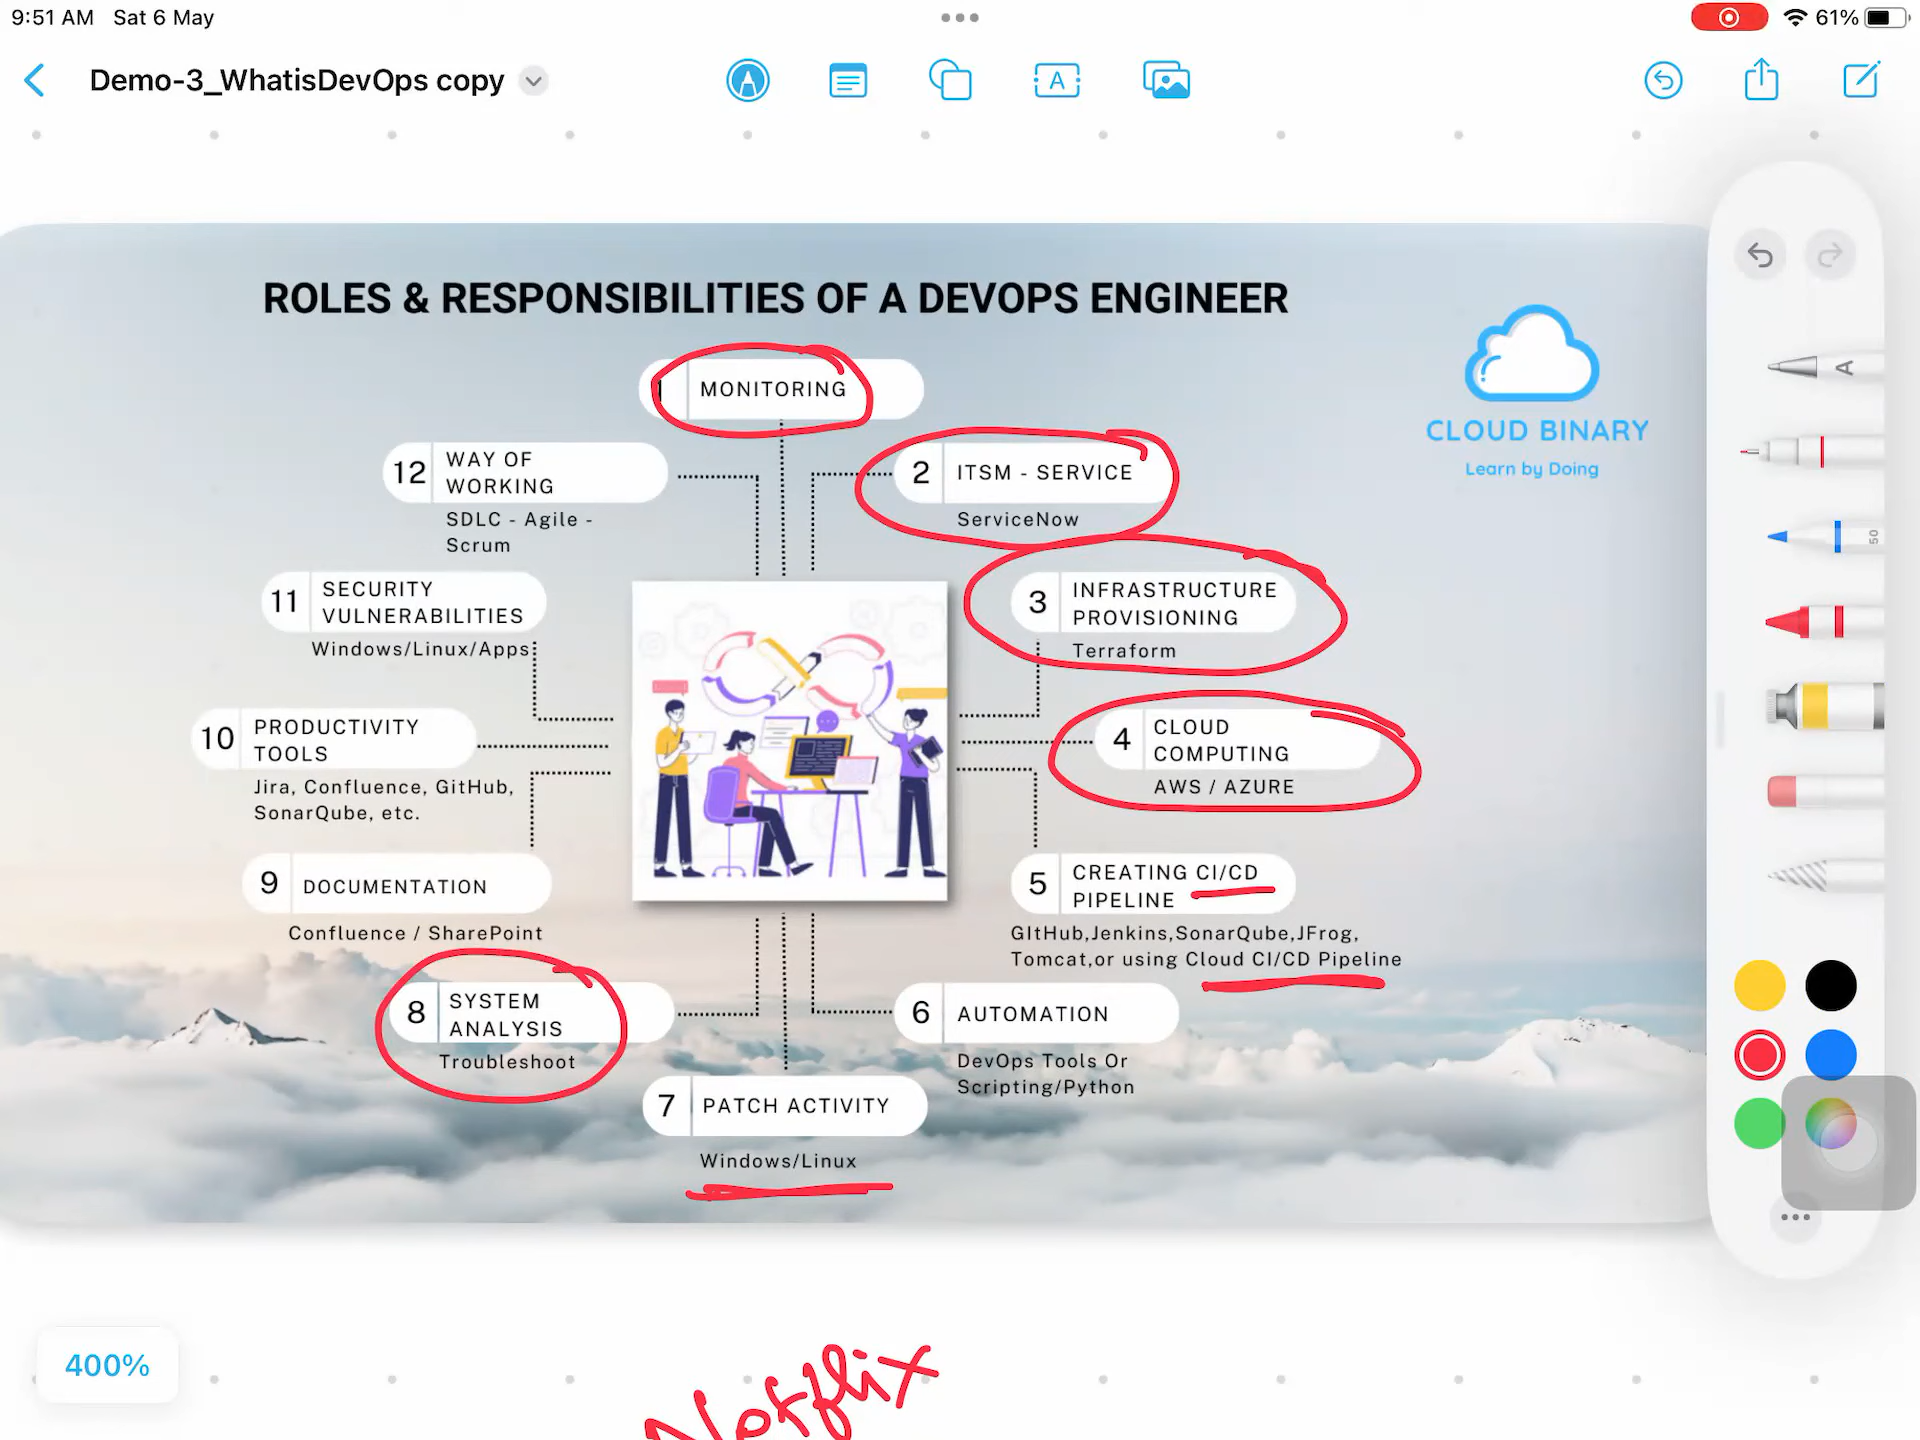 9:51 AM Sat 6 May
61%
Demo-3_WhatisDevOps copy
ROLES & RESPONSIBILITIES OF A DEVOPS ENGINEER
CLOUD BINARY
Learn by Doing
1 MONITORING
2 ITSM - SERVICE
ServiceNow
3 INFRASTRUCTURE
PROVISIONING
Terraform
4 CLOUD
COMPUTING
AWS / AZURE
5 CREATING CI/CD
PIPELINE
GItHub,Jenkins,SonarQube,JFrog,
Tomcat,or using Cloud CI/CD Pipeline
6 AUTOMATION
DevOps Tools Or
Scripting/Python
7 PATCH ACTIVITY
Windows/Linux
8 SYSTEM
ANALYSIS
Troubleshoot
9 DOCUMENTATION
Confluence / SharePoint
10 PRODUCTIVITY
TOOLS
Jira, Confluence, GitHub,
SonarQube, etc.
11 SECURITY
VULNERABILITIES
Windows/Linux/Apps
12 WAY OF
WORKING
SDLC - Agile -
Scrum
A
A
50
400%
Netflix